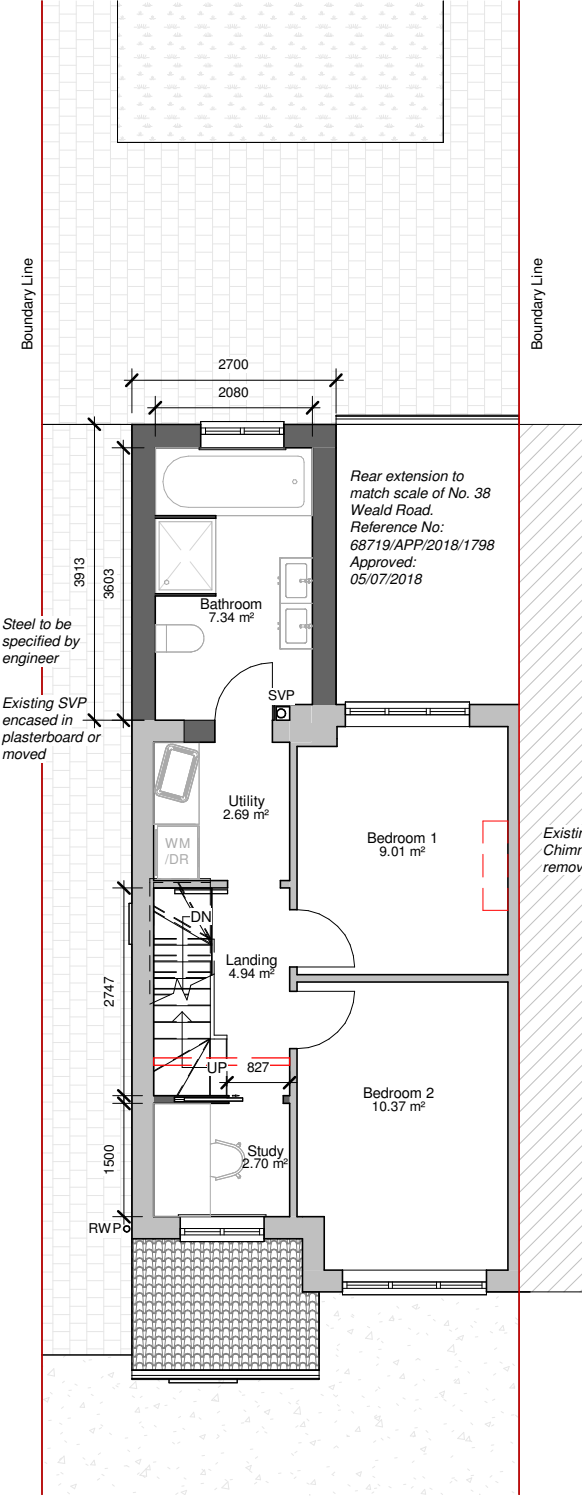 Boundary Line
Boundary Line
2700
2080
3913
3603
Rear extension to
match scale of No. 38
Weald Road.
Reference No:
68719/APP/2018/1798
Approved:
05/07/2018
Bathroom
7.34 m²
Steel to be
specified by
engineer
Existing SVP
encased in
plasterboard or
moved
SVP
Utility
2.69 m²
WM
/DR
Bedroom 1
9.01 m²
DN
Landing
4.94 m²
2747
UP
827
Bedroom 2
10.37 m²
1500
Study
2.70 m²
RWP